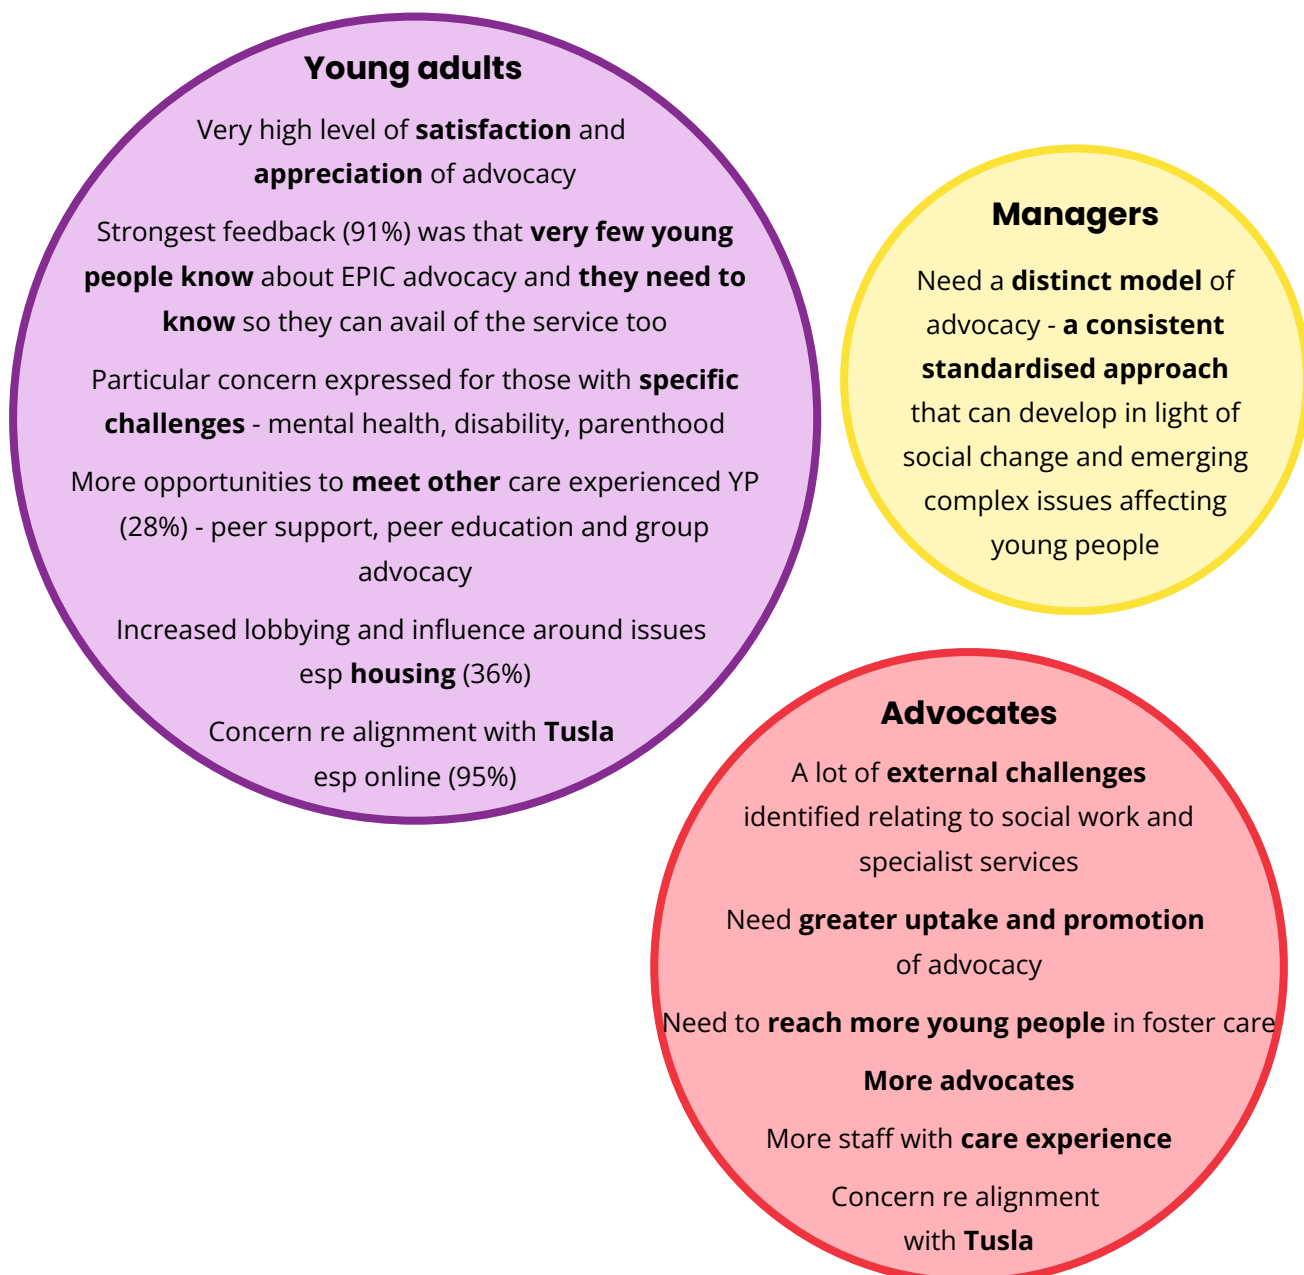 Young adults
Very high level of satisfaction and
appreciation of advocacy
Strongest feedback (91%) was that very few young
people know about EPIC advocacy and they need to
know so they can avail of the service too
Particular concern expressed for those with specific
challenges - mental health, disability, parenthood
More opportunities to meet other care experienced YP
(28%) - peer support, peer education and group
advocacy
Increased lobbying and influence around issues
esp housing (36%)
Concern re alignment with Tusla
esp online (95%)
Managers
Need a distinct model of
advocacy - a consistent
standardised approach
that can develop in light of
social change and emerging
complex issues affecting
young people
Advocates
A lot of external challenges
identified relating to social work and
specialist services
Need greater uptake and promotion
of advocacy
Need to reach more young people in foster care
More advocates
More staff with care experience
Concern re alignment
with Tusla